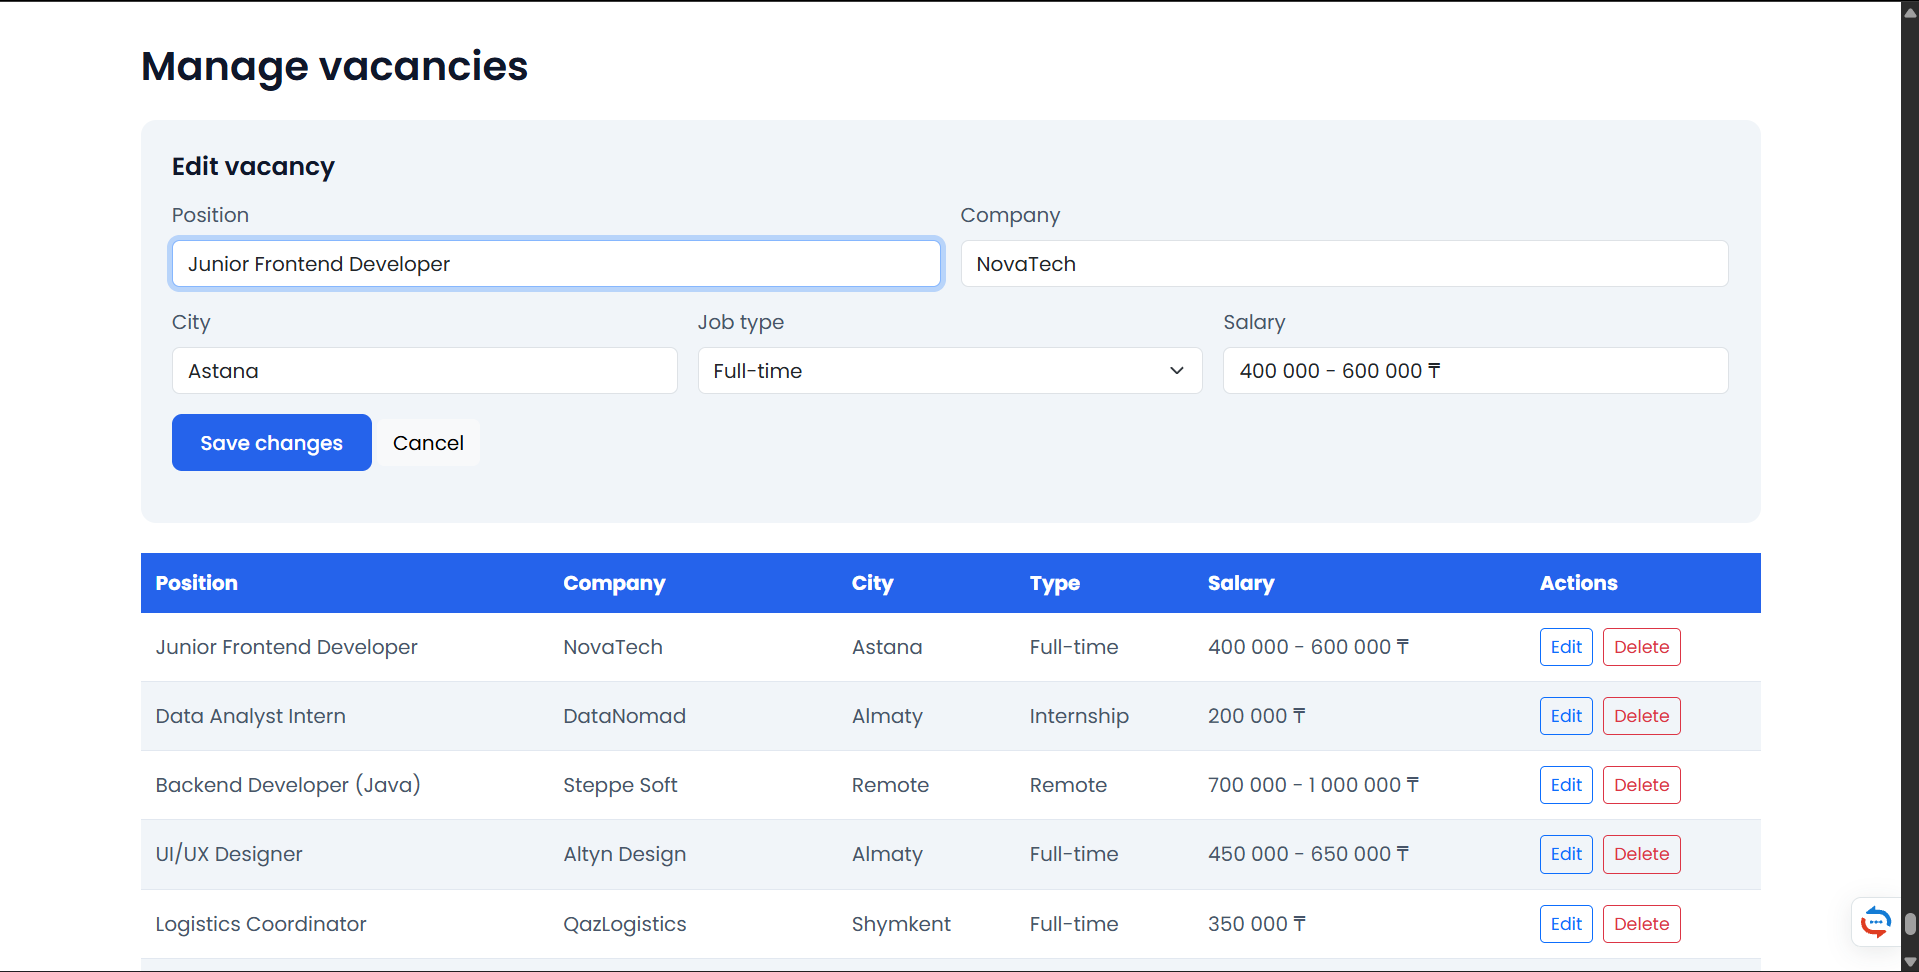 Manage vacancies
Edit vacancy
Position Company
Junior Frontend Developer NovaTech
City Job type Salary
Astana Full-time 400 000 - 600 000 ₸
Save changes Cancel
Position Company City Type Salary Actions
Junior Frontend Developer NovaTech Astana Full-time 400 000 - 600 000 ₸ Edit Delete
Data Analyst Intern DataNomad Almaty Internship 200 000 ₸ Edit Delete
Backend Developer (Java) Steppe Soft Remote Remote 700 000 - 1 000 000 ₸ Edit Delete
UI/UX Designer Altyn Design Almaty Full-time 450 000 - 650 000 ₸ Edit Delete
Logistics Coordinator QazLogistics Shymkent Full-time 350 000 ₸ Edit Delete